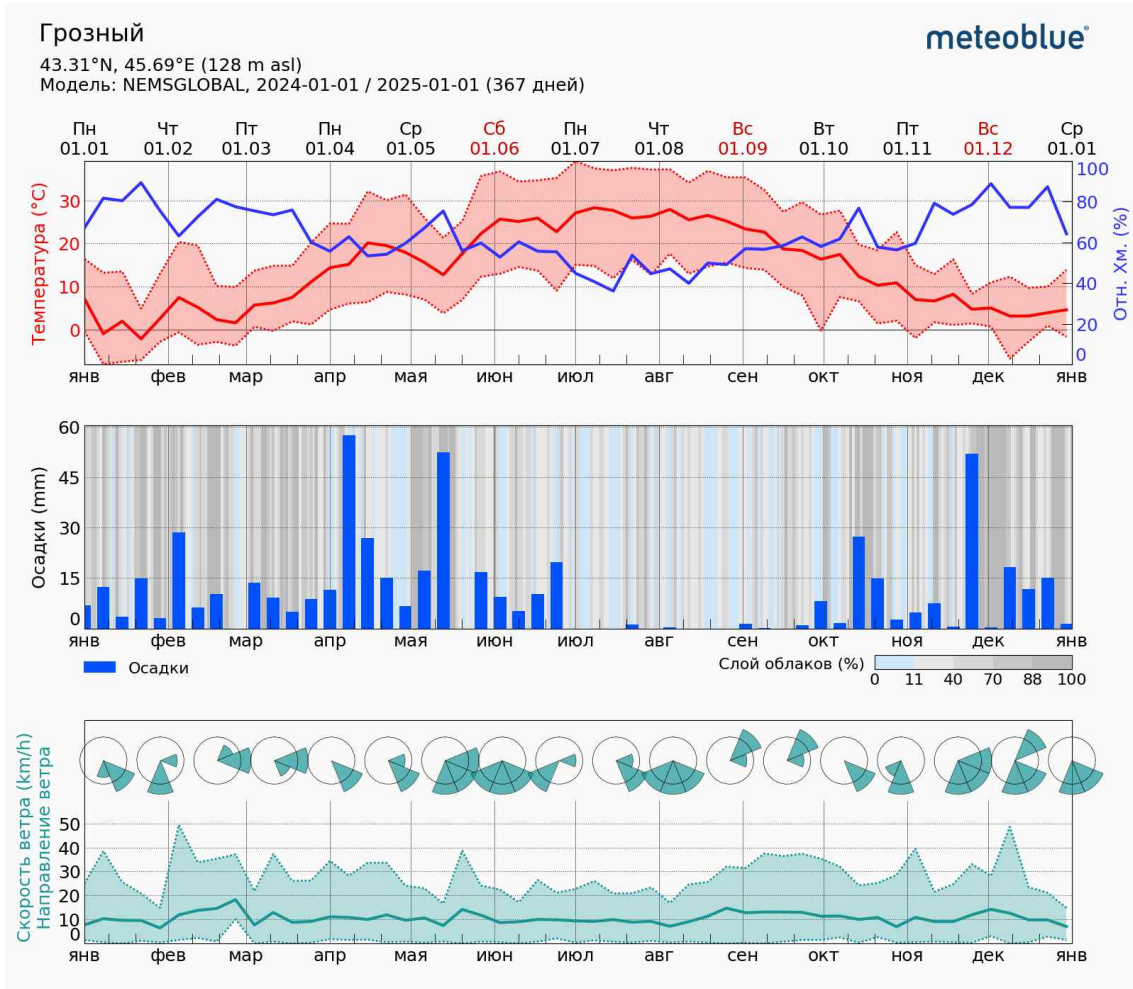 Грозный
meteoblue®
43.31°N, 45.69°E (128 m asl)
Модель: NEMSGLOBAL, 2024-01-01 / 2025-01-01 (367 дней)
Пн Чт Пт Пн Ср Сб Пн Чт Вс Вт Пт Вс Ср
01.01 01.02 01.03 01.04 01.05 01.06 01.07 01.08 01.09 01.10 01.11 01.12 01.01
Температура (°C)
30
20
10
0
100
80
60
40
20
0
Отн. Хм. (%)
янв фев мар апр мая июн июл авг сен окт ноя дек янв
Осадки (mm)
60
45
30
15
0
янв фев мар апр мая июн июл авг сен окт ноя дек янв
Осадки
Слой облаков (%)
0 11 40 70 88 100
Скорость ветра (km/h)
Направление ветра
50
40
30
20
10
0
янв фев мар апр мая июн июл авг сен окт ноя дек янв